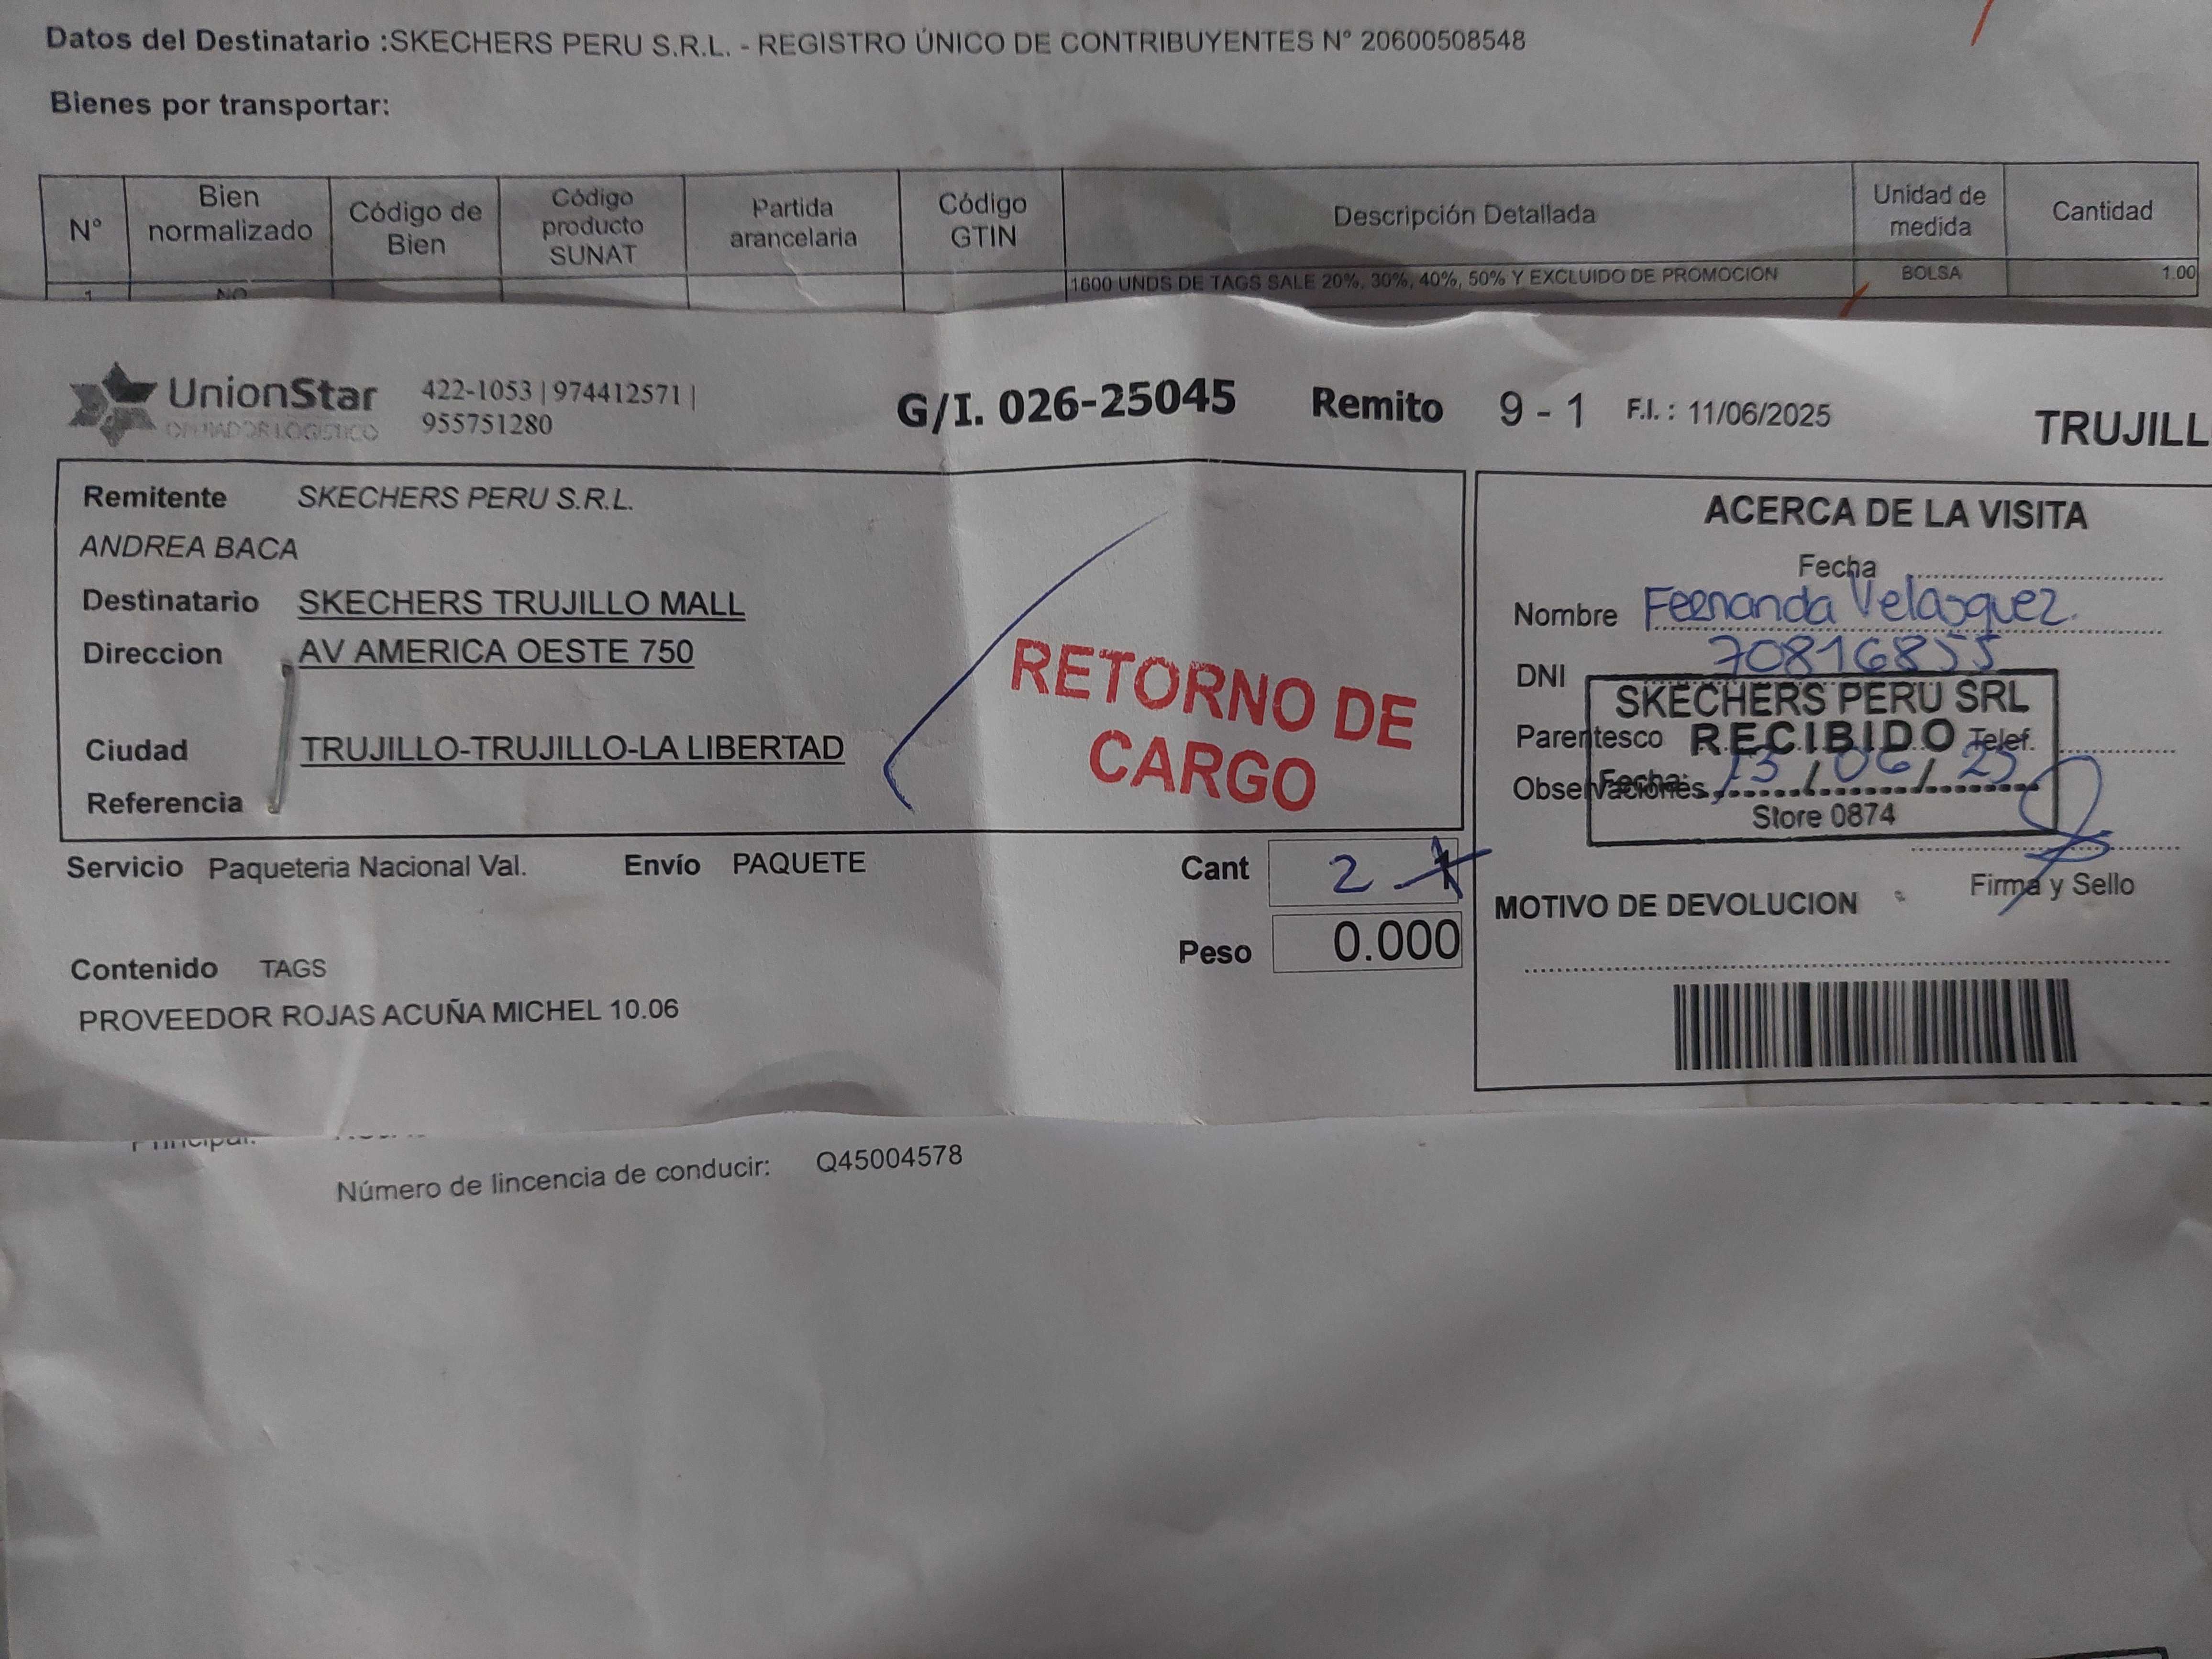 Datos del Destinatario :SKECHERS PERU S.R.L. - REGISTRO ÚNICO DE CONTRIBUYENTES N° 20600508548
Bienes por transportar:
N° Bien normalizado Código de Bien Código producto SUNAT Partida arancelaria Código GTIN Descripción Detallada Unidad de medida Cantidad
1 NO 1600 UNDS DE TAGS SALE 20%, 30%, 40%, 50% Y EXCLUIDO DE PROMOCION BOLSA 1.00
UnionStar 422-1053 | 974412571 |
OPERADOR LOGISTICO 955751280
G/I. 026-25045 Remito 9 - 1 F.I. : 11/06/2025 TRUJILL
Remitente SKECHERS PERU S.R.L.
ANDREA BACA
Destinatario SKECHERS TRUJILLO MALL
Direccion AV AMERICA OESTE 750
Ciudad TRUJILLO-TRUJILLO-LA LIBERTAD
Referencia
RETORNO DE
CARGO
Servicio Paqueteria Nacional Val. Envío PAQUETE
Cant 2 1
Peso 0.000
Contenido TAGS
PROVEEDOR ROJAS ACUÑA MICHEL 10.06
ACERCA DE LA VISITA
Fecha
Nombre Fernanda Velasquez.
DNI 70816855
Parentesco Telef.
Observaciones
SKECHERS PERU SRL
RECIBIDO
Fecha: 13/06/25
Store 0874
Firma y Sello
MOTIVO DE DEVOLUCION
Principal:
Número de lincencia de conducir: Q45004578